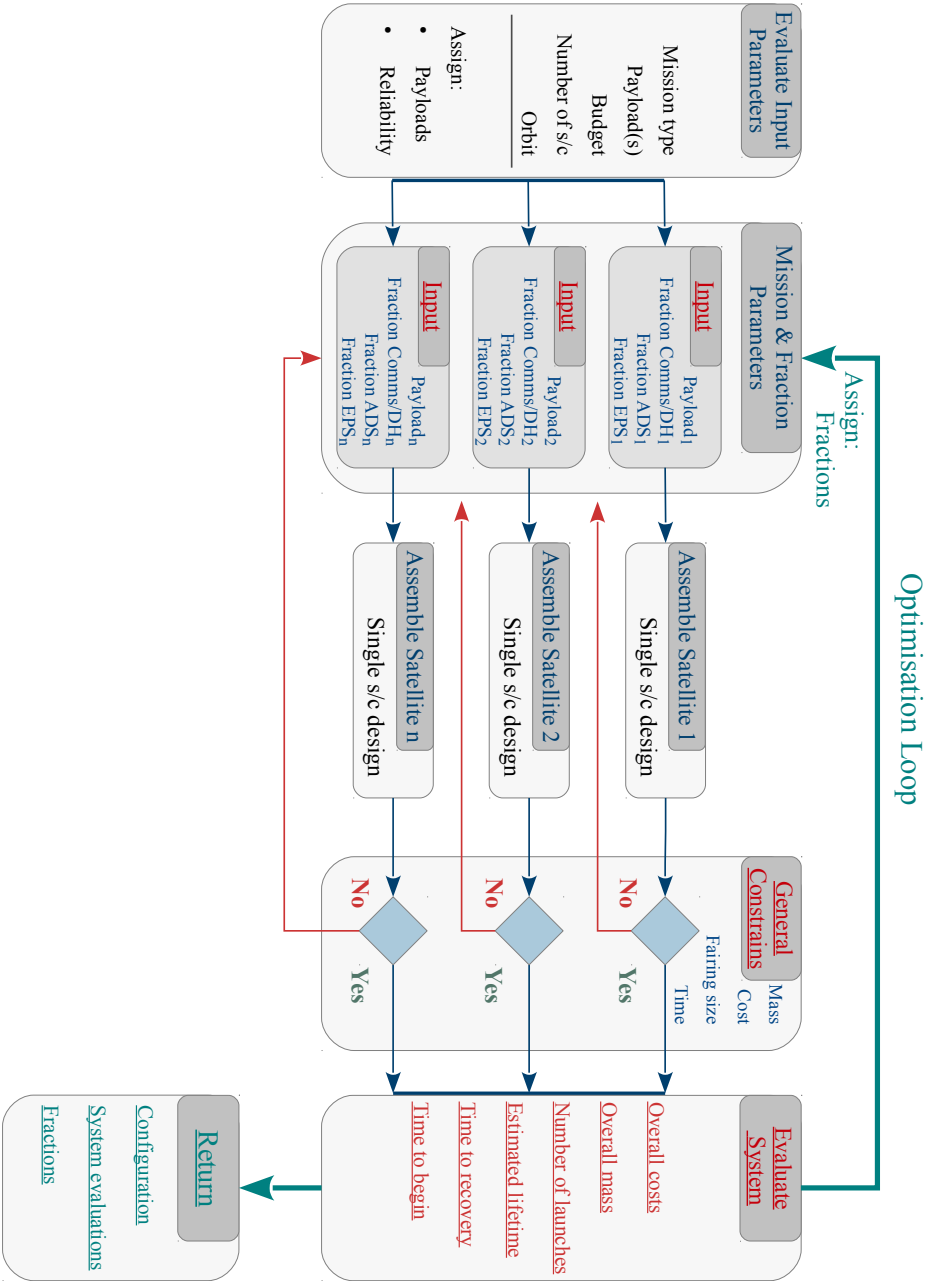 Optimisation Loop
Assign:
Fractions
Evaluate Input
Parameters
Mission type
Payload(s)
Budget
Number of s/c
Orbit
Assign:
• Payloads
• Reliability
Mission & Fraction
Parameters
Input
Payload1
Fraction Comms/DH1
Fraction ADS1
Fraction EPS1
Input
Payload2
Fraction Comms/DH2
Fraction ADS2
Fraction EPS2
Input
Payloadn
Fraction Comms/DHn
Fraction ADSn
Fraction EPSn
Assemble Satellite 1
Single s/c design
Assemble Satellite 2
Single s/c design
Assemble Satellite n
Single s/c design
General
Constrains
Mass
Cost
Fairing size
Time
No
Yes
No
Yes
No
Yes
Evaluate
System
Overall costs
Overall mass
Number of launches
Estimated lifetime
Time to recovery
Time to begin
Return
Configuration
System evaluations
Fractions